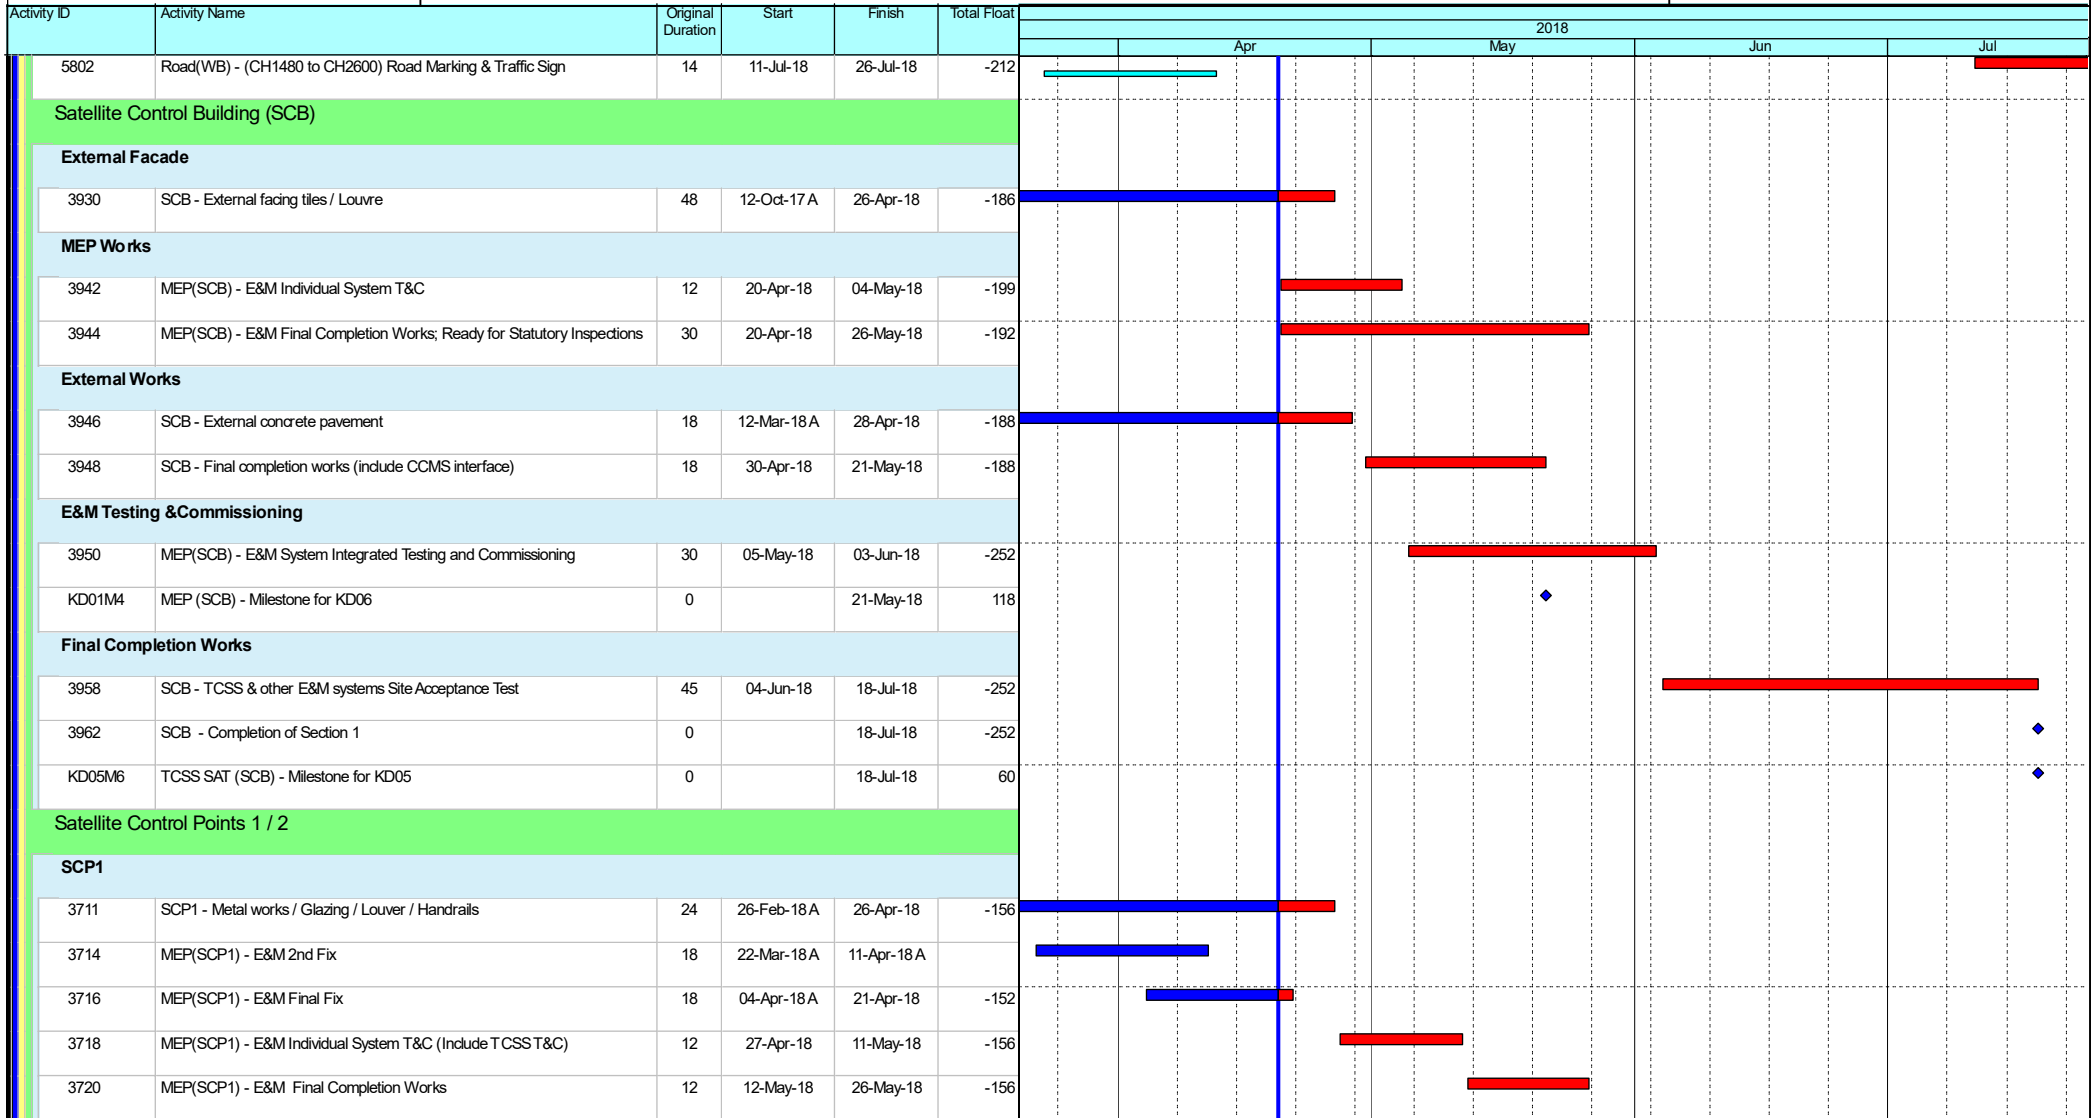 Activity ID Activity Name Original Duration Start Finish Total Float
2018
Apr May Jun Jul
5802 Road(WB) - (CH1480 to CH2600) Road Marking & Traffic Sign 14 11-Jul-18 26-Jul-18 -212
Satellite Control Building (SCB)
External Facade
3930 SCB - External facing tiles / Louvre 48 12-Oct-17 A 26-Apr-18 -186
MEP Works
3942 MEP(SCB) - E&M Individual System T&C 12 20-Apr-18 04-May-18 -199
3944 MEP(SCB) - E&M Final Completion Works; Ready for Statutory Inspections 30 20-Apr-18 26-May-18 -192
External Works
3946 SCB - External concrete pavement 18 12-Mar-18 A 28-Apr-18 -188
3948 SCB - Final completion works (include CCMS interface) 18 30-Apr-18 21-May-18 -188
E&M Testing &Commissioning
3950 MEP(SCB) - E&M System Integrated Testing and Commissioning 30 05-May-18 03-Jun-18 -252
KD01M4 MEP (SCB) - Milestone for KD06 0 21-May-18 118
Final Completion Works
3958 SCB - TCSS & other E&M systems Site Acceptance Test 45 04-Jun-18 18-Jul-18 -252
3962 SCB - Completion of Section 1 0 18-Jul-18 -252
KD05M6 TCSS SAT (SCB) - Milestone for KD05 0 18-Jul-18 60
Satellite Control Points 1 / 2
SCP1
3711 SCP1 - Metal works / Glazing / Louver / Handrails 24 26-Feb-18 A 26-Apr-18 -156
3714 MEP(SCP1) - E&M 2nd Fix 18 22-Mar-18 A 11-Apr-18 A
3716 MEP(SCP1) - E&M Final Fix 18 04-Apr-18 A 21-Apr-18 -152
3718 MEP(SCP1) - E&M Individual System T&C (Include TCSS T&C) 12 27-Apr-18 11-May-18 -156
3720 MEP(SCP1) - E&M Final Completion Works 12 12-May-18 26-May-18 -156